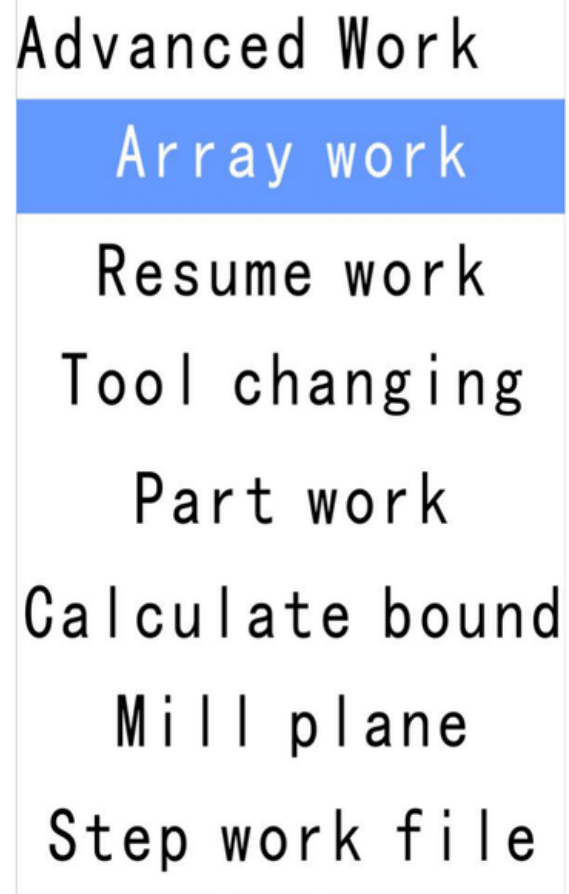 Advanced Work
Array work
Resume work
Tool changing
Part work
Calculate bound
Mill plane
Step work file